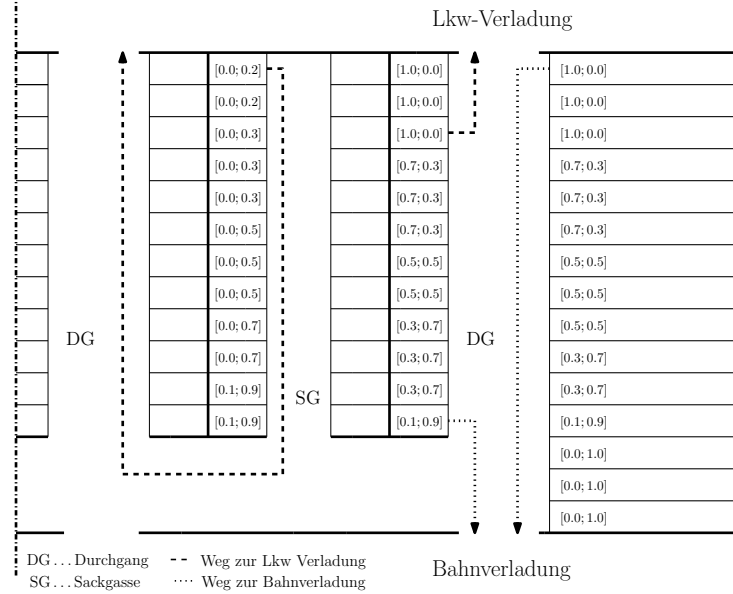 Lkw-Verladung
[0.0; 0.2] [1.0; 0.0] [1.0; 0.0]
[0.0; 0.2] [1.0; 0.0] [1.0; 0.0]
[0.0; 0.3] [1.0; 0.0] [1.0; 0.0]
[0.0; 0.3] [0.7; 0.3] [0.7; 0.3]
[0.0; 0.3] [0.7; 0.3] [0.7; 0.3]
[0.0; 0.5] [0.7; 0.3] [0.7; 0.3]
[0.0; 0.5] [0.5; 0.5] [0.5; 0.5]
[0.0; 0.5] [0.5; 0.5] [0.5; 0.5]
[0.0; 0.7] [0.3; 0.7] [0.5; 0.5]
DG DG
[0.0; 0.7] [0.3; 0.7] [0.3; 0.7]
[0.1; 0.9] [0.3; 0.7] [0.3; 0.7]
SG
[0.1; 0.9] [0.1; 0.9] [0.1; 0.9]
[0.0; 1.0]
[0.0; 1.0]
[0.0; 1.0]
DG...Durchgang Weg zur Lkw Verladung
SG...Sackgasse Weg zur Bahnverladung
Bahnverladung